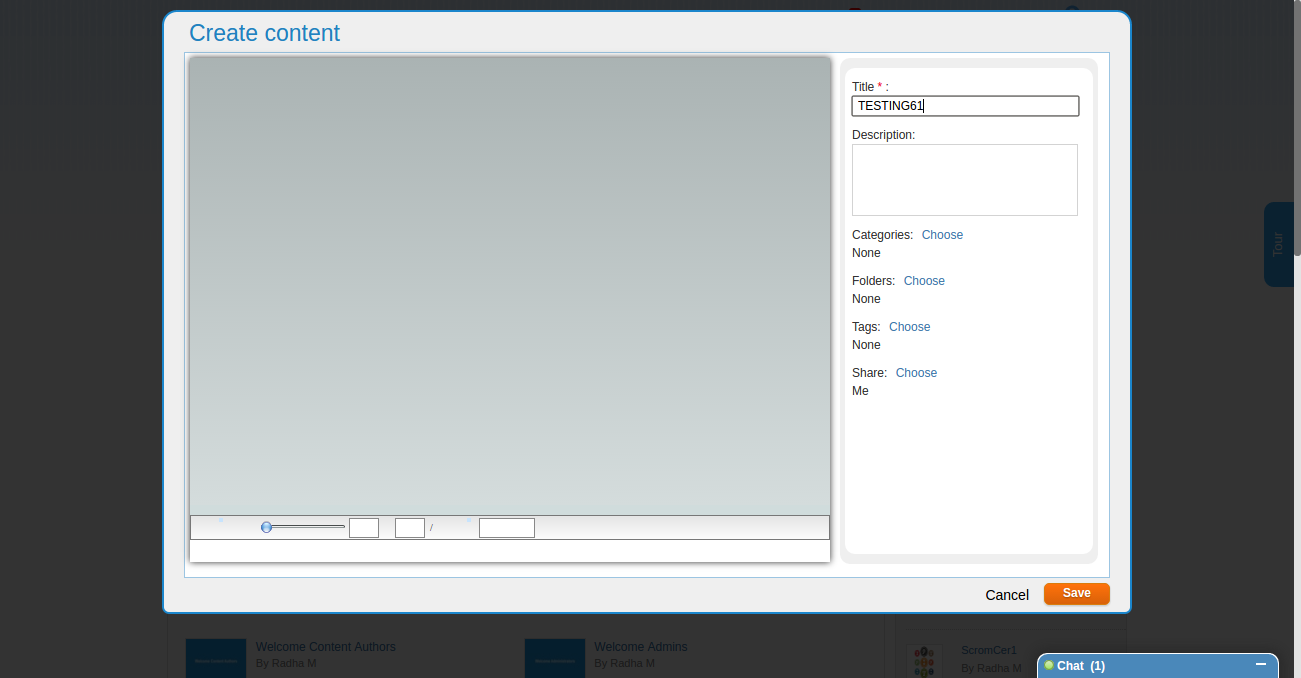 Create content
Title * :
TESTING61
Description:
Categories: Choose
None
Folders: Choose
None
Tags: Choose
None
Share: Choose
Me
/
Cancel
Save
Tour
Welcome Content Authors
By Radha M
Welcome Admins
By Radha M
ScromCer1
By Radha M
Chat (1)